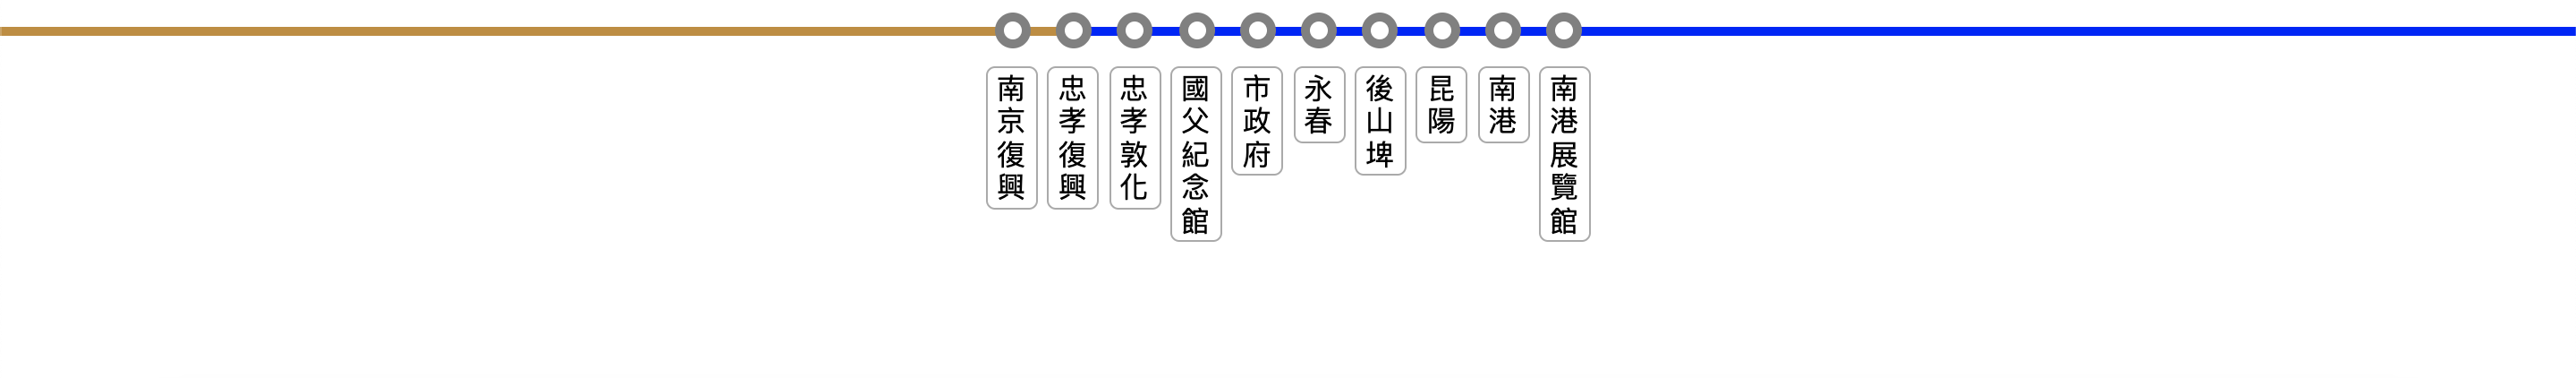 南京復興
忠孝復興
忠孝敦化
國父紀念館
市政府
永春
後山埤
昆陽
南港
南港展覽館